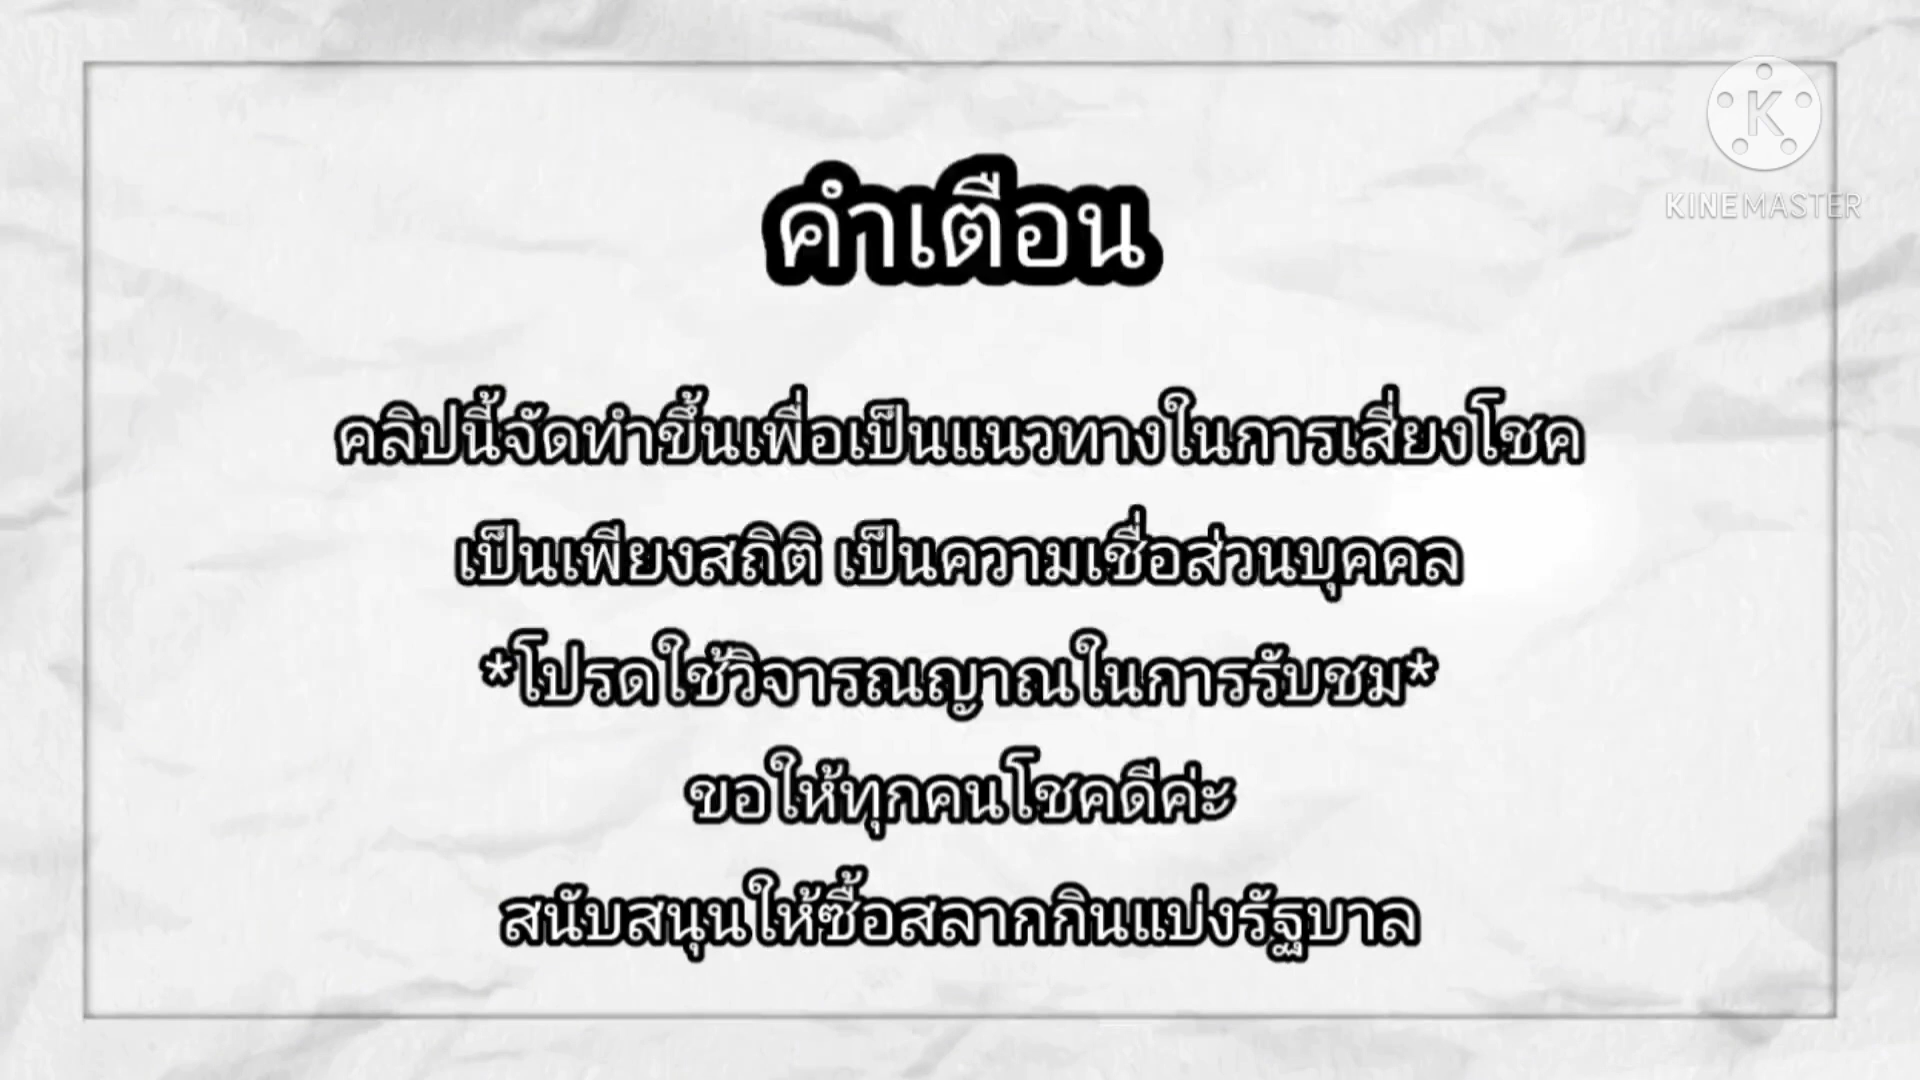 KINEMASTER
คำเตือน
คลิปนี้จัดทำขึ้นเพื่อเป็นแนวทางในการเสี่ยงโชค
เป็นเพียงสถิติ เป็นความเชื่อส่วนบุคคล
*โปรดใช้วิจารณญาณในการรับชม*
ขอให้ทุกคนโชคดีค่ะ
สนับสนุนให้ซื้อสลากกินแบ่งรัฐบาล